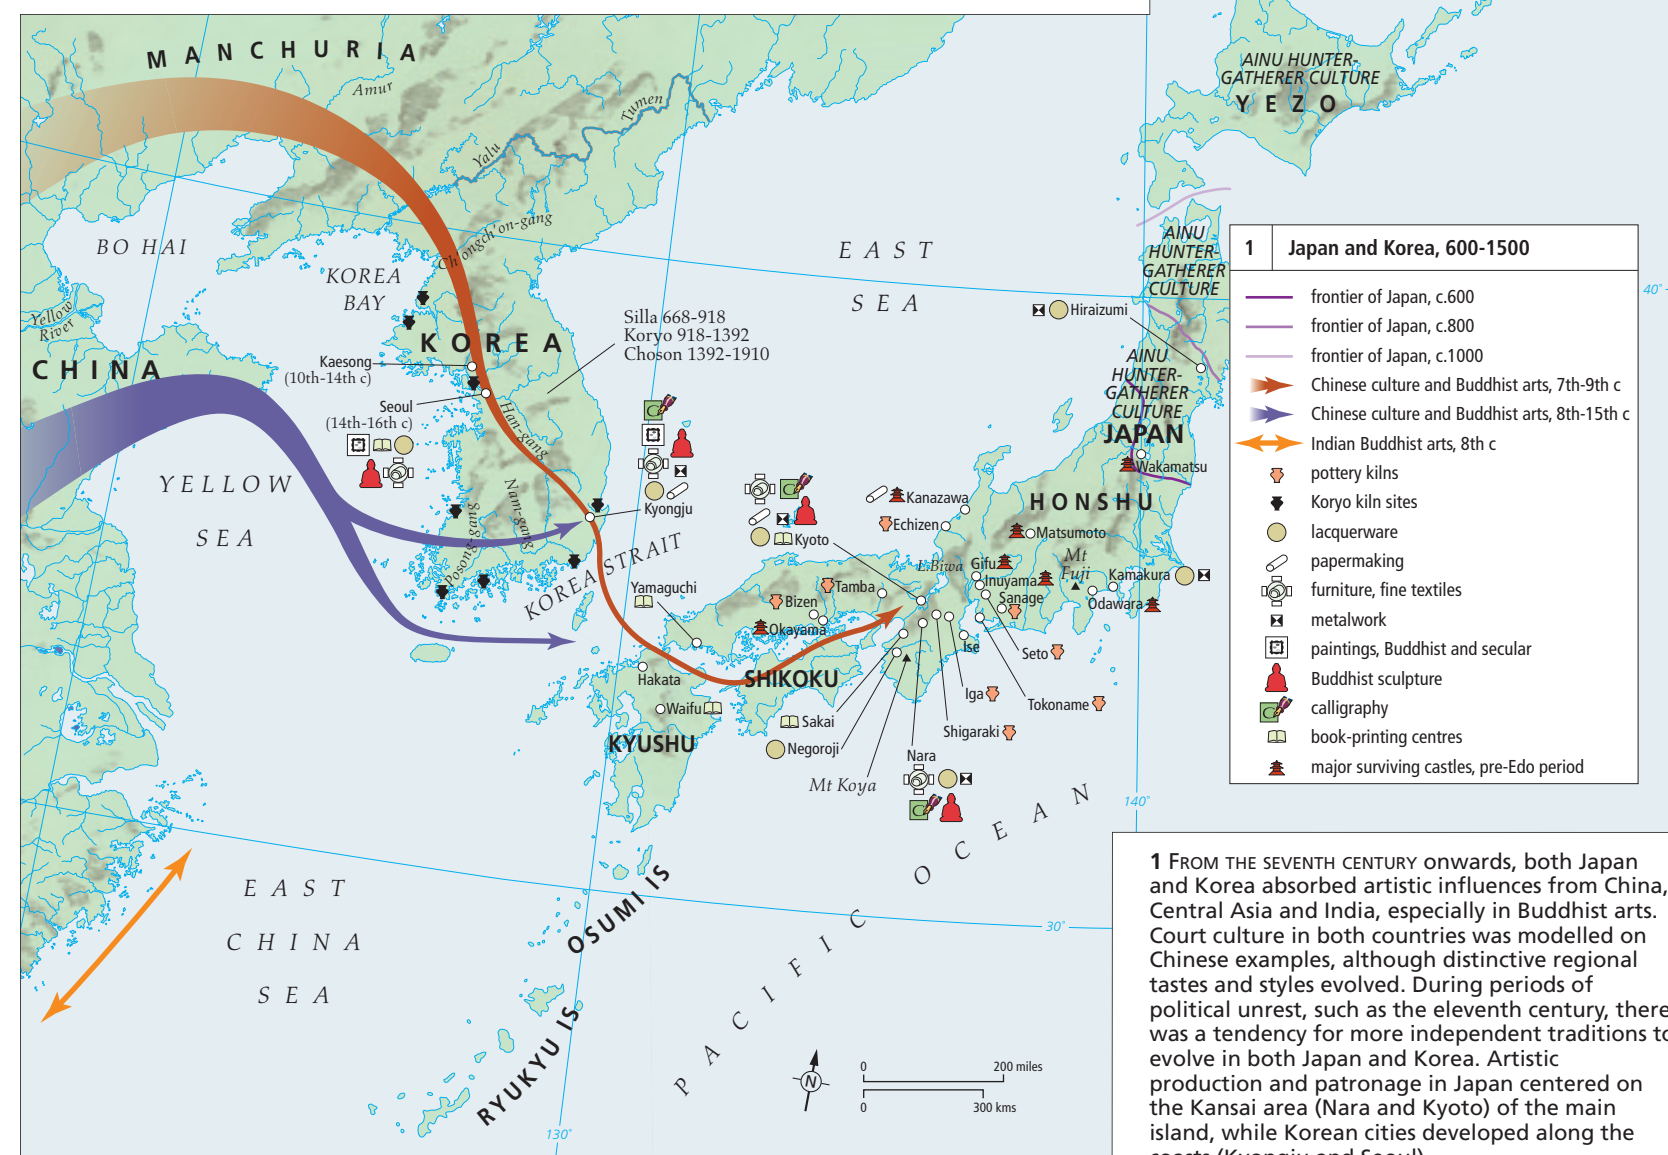 MANCHURIA
Amur
Tumen
Yalu
Ch'ongch'on-gang
BO HAI
KOREA
BAY
Yellow
River
CHINA
KOREA
Kaesong
(10th-14th c)
Seoul
(14th-16th c)
Han-gang
Nam-gang
Posong-gang
Silla 668-918
Koryo 918-1392
Choson 1392-1910
YELLOW
SEA
EAST
SEA
Kyongju
KOREA STRAIT
AINU HUNTER-
GATHERER CULTURE
YEZO
AINU
HUNTER-
GATHERER
CULTURE
Hiraizumi
AINU
HUNTER-
GATHERER
CULTURE
JAPAN
Wakamatsu
HONSHU
Kanazawa
Echizen
Matsumoto
Kyoto
L.Biwa
Gifu
Mt
Fuji
Inuyama
Kamakura
Sanage
Odawara
Yamaguchi
Tamba
Bizen
Okayama
Ise
Seto
Hakata
SHIKOKU
Waifu
Iga
Tokoname
Sakai
Shigaraki
KYUSHU
Negoroji
Nara
Mt Koya
EAST
CHINA
SEA
OSUMI IS
RYUKYU IS
PACIFIC OCEAN
40°
140°
30°
130°
N
0
200 miles
0
300 kms
1 Japan and Korea, 600-1500
frontier of Japan, c.600
frontier of Japan, c.800
frontier of Japan, c.1000
Chinese culture and Buddhist arts, 7th-9th c
Chinese culture and Buddhist arts, 8th-15th c
Indian Buddhist arts, 8th c
pottery kilns
Koryo kiln sites
lacquerware
papermaking
furniture, fine textiles
metalwork
paintings, Buddhist and secular
Buddhist sculpture
calligraphy
book-printing centres
major surviving castles, pre-Edo period
1 FROM THE SEVENTH CENTURY onwards, both Japan
and Korea absorbed artistic influences from China,
Central Asia and India, especially in Buddhist arts.
Court culture in both countries was modelled on
Chinese examples, although distinctive regional
tastes and styles evolved. During periods of
political unrest, such as the eleventh century, there
was a tendency for more independent traditions to
evolve in both Japan and Korea. Artistic
production and patronage in Japan centered on
the Kansai area (Nara and Kyoto) of the main
island, while Korean cities developed along the
coasts (Kyongju and Seoul)